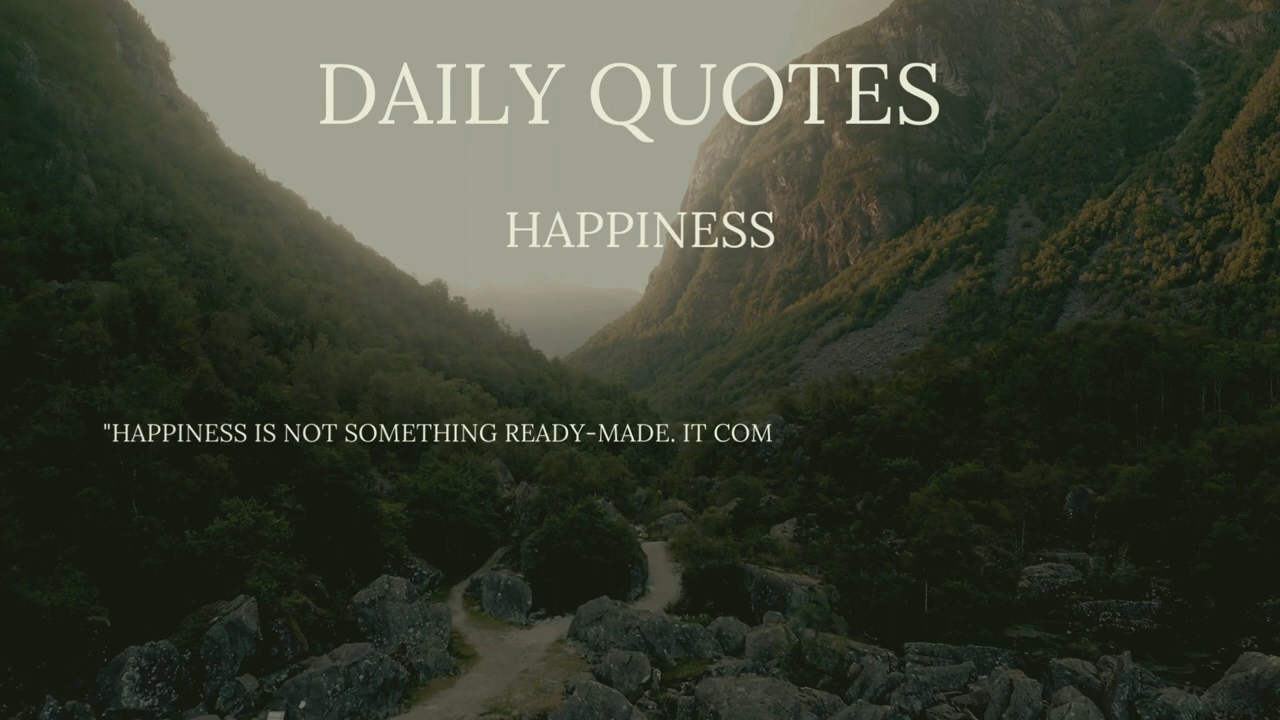 DAILY QUOTES
HAPPINESS
"HAPPINESS IS NOT SOMETHING READY-MADE. IT COM